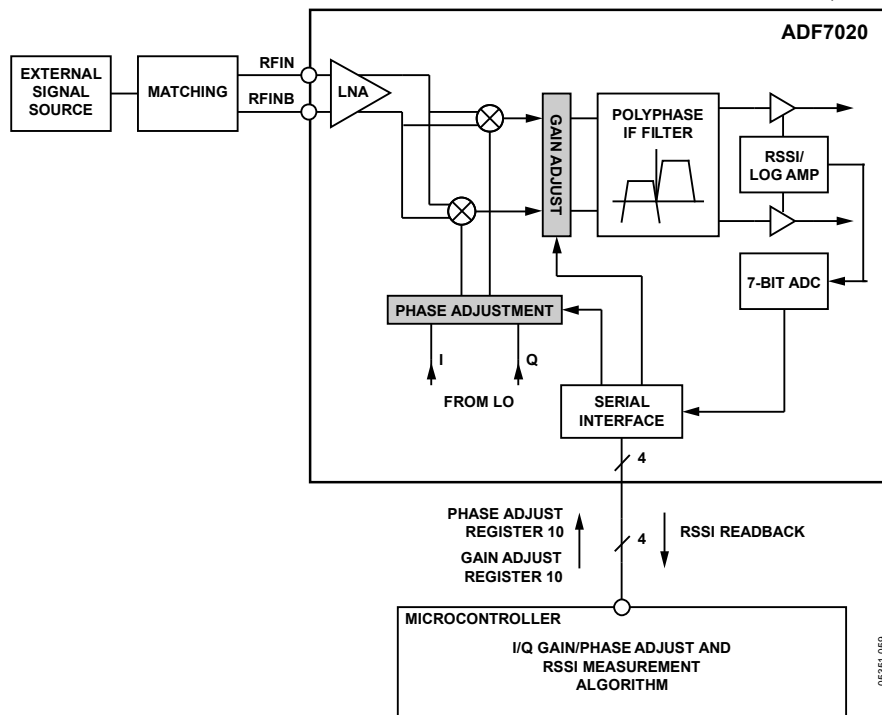 ADF7020
EXTERNAL
SIGNAL
SOURCE
MATCHING
RFIN
RFINB
LNA
GAIN ADJUST
POLYPHASE
IF FILTER
RSSI/
LOG AMP
7-BIT ADC
PHASE ADJUSTMENT
I
Q
FROM LO
SERIAL
INTERFACE
4
PHASE ADJUST
REGISTER 10
GAIN ADJUST
REGISTER 10
4
RSSI READBACK
MICROCONTROLLER
I/Q GAIN/PHASE ADJUST AND
RSSI MEASUREMENT
ALGORITHM
05351-059